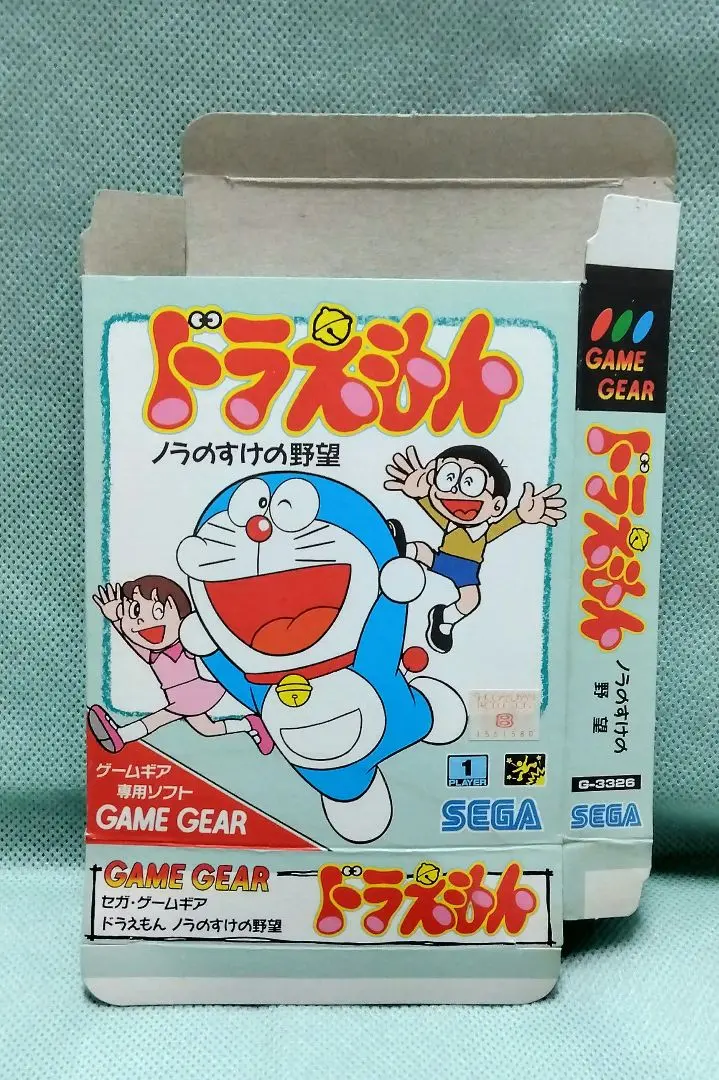 ドラえもん
ノラのすけの野望
1
PLAYER
SEGA
ゲームギア
専用ソフト
GAME GEAR
GAME GEAR
セガ・ゲームギア
ドラえもん ノラのすけの野望
ドラえもん
GAME
GEAR
ドラえもん
ノラのすけの
野望
G-3326
SEGA